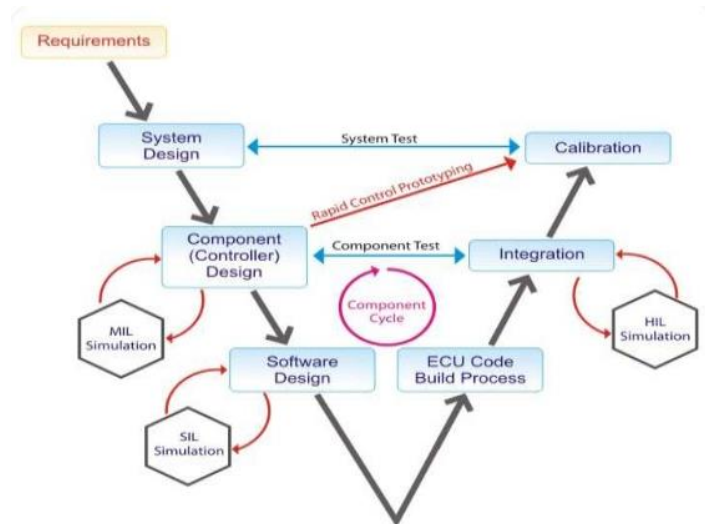 Requirements
System
Design
System Test
Calibration
Rapid Control Prototyping
Component
(Controller)
Design
Component Test
Integration
MIL
Simulation
Component
Cycle
HIL
Simulation
Software
Design
ECU Code
Build Process
SIL
Simulation